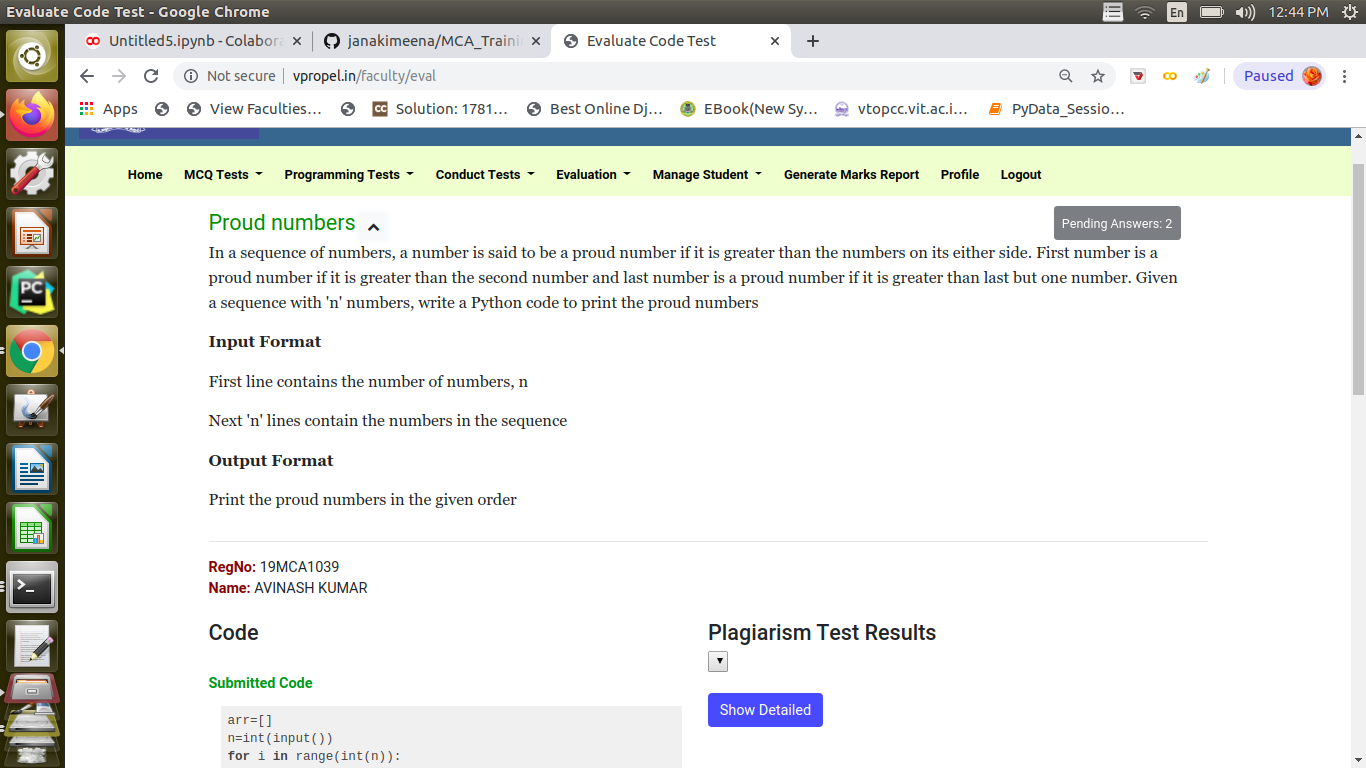 Evaluate Code Test - Google Chrome
En
12:44 PM
Untitled5.ipynb - Colabora
janakimeena/MCA_Traini
Evaluate Code Test
Not secure
vpropel.in/faculty/eval
Paused
Apps
View Faculties…
CC
Solution: 1781…
Best Online Dj…
EBook(New Sy…
vtopcc.vit.ac.i…
PyData_Sessio…
Home
MCQ Tests
Programming Tests
Conduct Tests
Evaluation
Manage Student
Generate Marks Report
Profile
Logout
Proud numbers
Pending Answers: 2
In a sequence of numbers, a number is said to be a proud number if it is greater than the numbers on its either side. First number is a
proud number if it is greater than the second number and last number is a proud number if it is greater than last but one number. Given
a sequence with 'n' numbers, write a Python code to print the proud numbers
Input Format
First line contains the number of numbers, n
Next 'n' lines contain the numbers in the sequence
Output Format
Print the proud numbers in the given order
RegNo: 19MCA1039
Name: AVINASH KUMAR
Code
Plagiarism Test Results
Submitted Code
Show Detailed
arr=[]
n=int(input())
for i in range(int(n)):
PC
>_